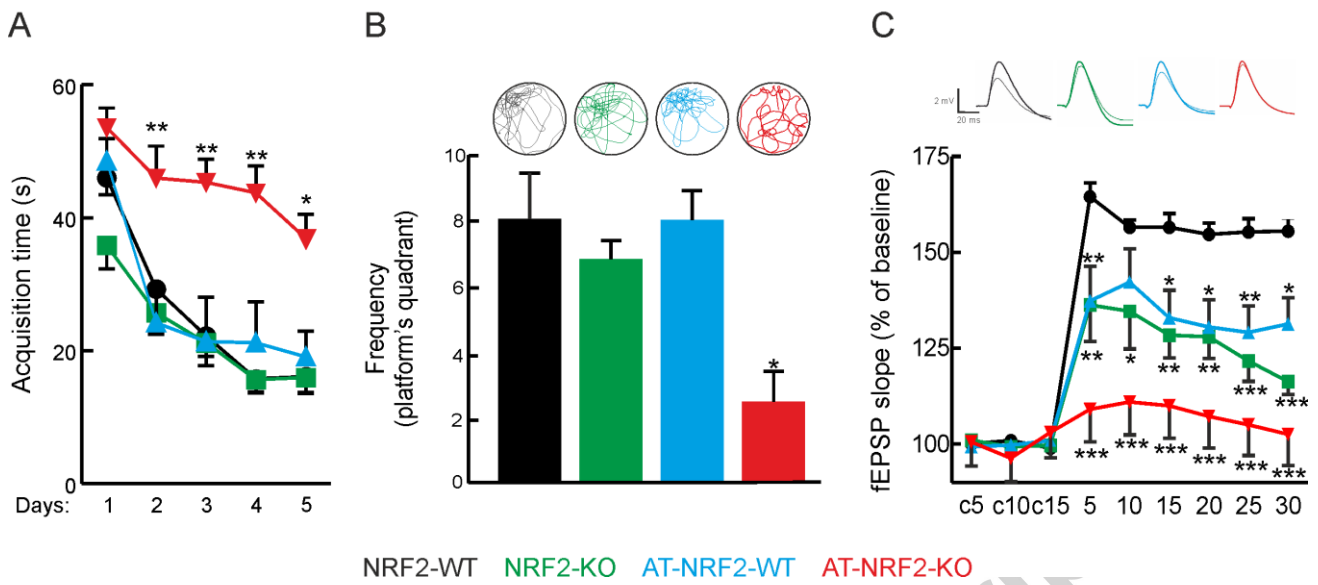 A
B
C
Acquisition time (s)
60
40
20
0
**
**
**
*
Days: 1 2 3 4 5
Frequency
(platform's quadrant)
10
8
6
4
2
0
*
2 mV
20 ms
fEPSP slope (% of baseline)
175
150
125
100
** * * ** *
** * ** ** *** ***
*** *** *** *** *** ***
c5 c10 c15 5 10 15 20 25 30
NRF2-WT NRF2-KO AT-NRF2-WT AT-NRF2-KO